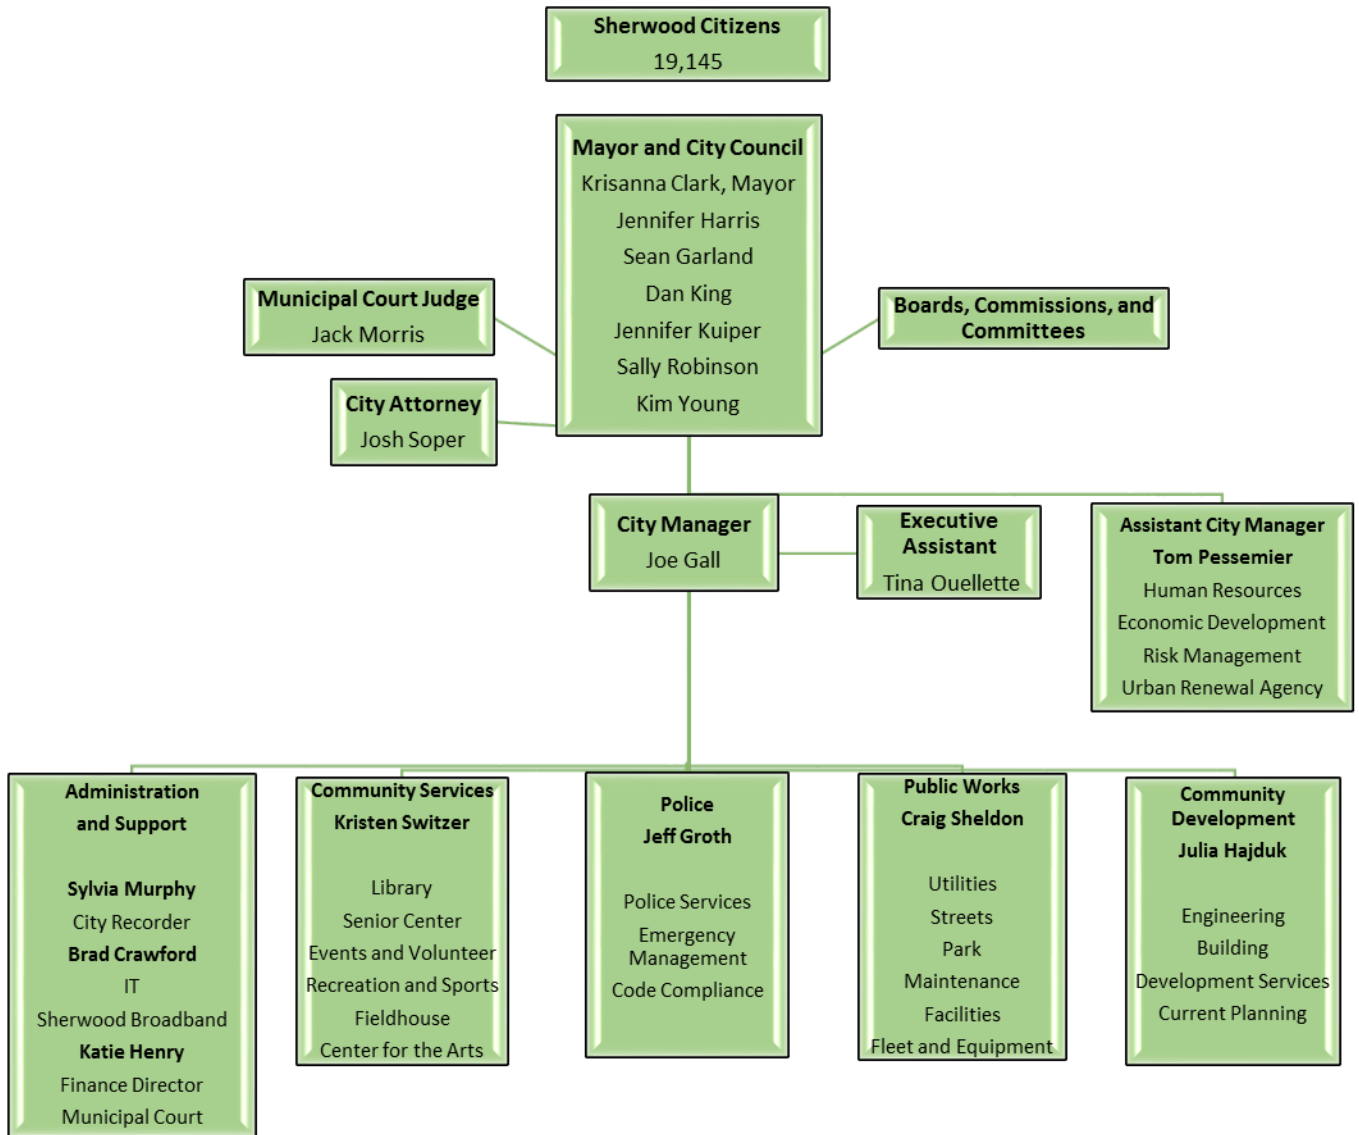 Sherwood Citizens
19,145
Mayor and City Council
Krisanna Clark, Mayor
Jennifer Harris
Sean Garland
Dan King
Jennifer Kuiper
Sally Robinson
Kim Young
Municipal Court Judge
Jack Morris
Boards, Commissions, and
Committees
City Attorney
Josh Soper
City Manager
Joe Gall
Executive
Assistant
Tina Ouellette
Assistant City Manager
Tom Pessemier
Human Resources
Economic Development
Risk Management
Urban Renewal Agency
Administration
and Support
Sylvia Murphy
City Recorder
Brad Crawford
IT
Sherwood Broadband
Katie Henry
Finance Director
Municipal Court
Community Services
Kristen Switzer
Library
Senior Center
Events and Volunteer
Recreation and Sports
Fieldhouse
Center for the Arts
Police
Jeff Groth
Police Services
Emergency
Management
Code Compliance
Public Works
Craig Sheldon
Utilities
Streets
Park
Maintenance
Facilities
Fleet and Equipment
Community
Development
Julia Hajduk
Engineering
Building
Development Services
Current Planning